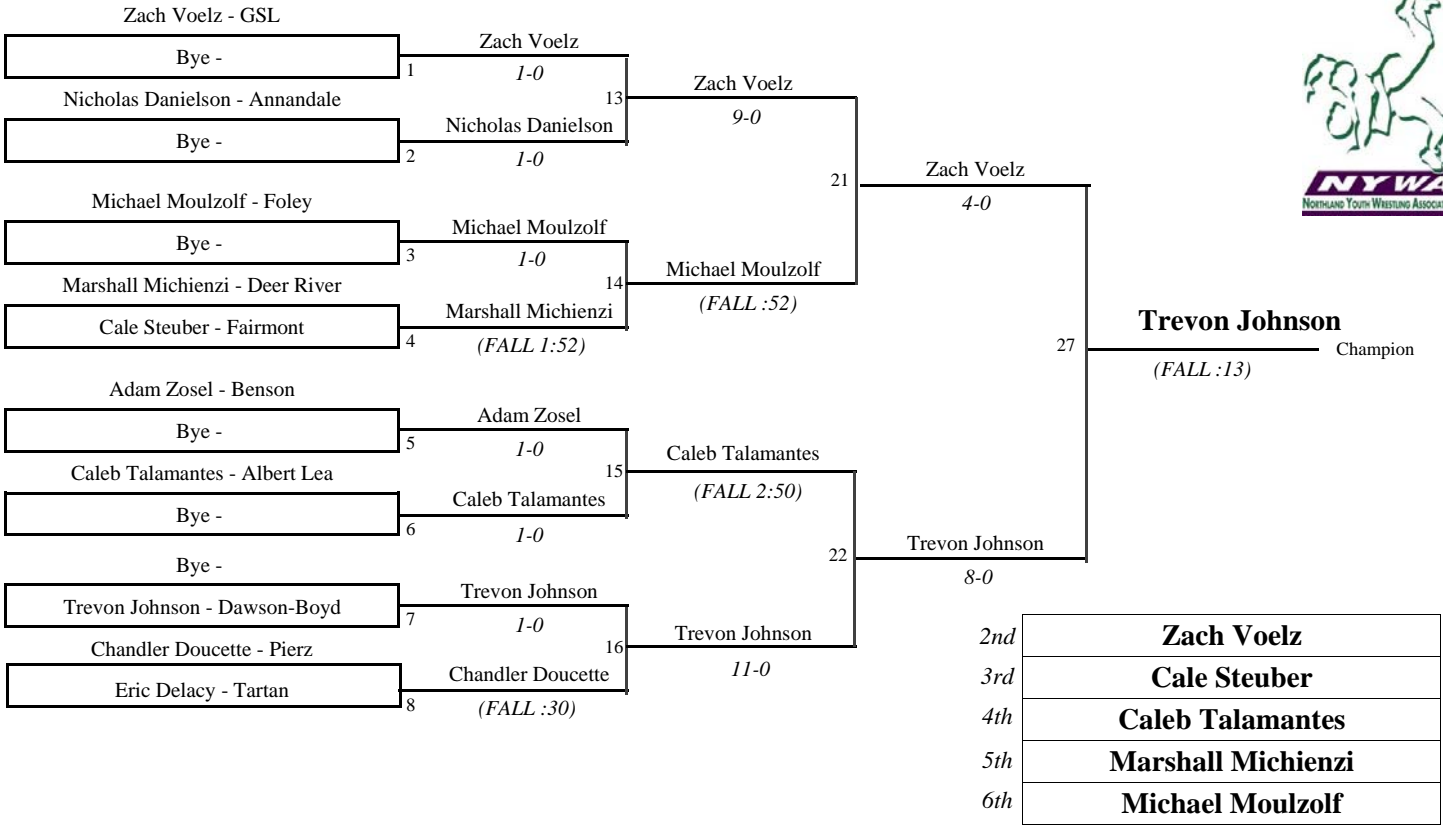 Zach Voelz - GSL
Bye -
1
Nicholas Danielson - Annandale
Bye -
2
Michael Moulzolf - Foley
Bye -
3
Marshall Michienzi - Deer River
Cale Steuber - Fairmont
4
Adam Zosel - Benson
Bye -
5
Caleb Talamantes - Albert Lea
Bye -
6
Bye -
Trevon Johnson - Dawson-Boyd
7
Chandler Doucette - Pierz
Eric Delacy - Tartan
8
Zach Voelz
1-0
13
Nicholas Danielson
1-0
Michael Moulzolf
1-0
14
Marshall Michienzi
(FALL 1:52)
Adam Zosel
1-0
15
Caleb Talamantes
1-0
Trevon Johnson
1-0
16
Chandler Doucette
(FALL :30)
Zach Voelz
9-0
21
Michael Moulzolf
(FALL :52)
Caleb Talamantes
(FALL 2:50)
22
Trevon Johnson
11-0
Zach Voelz
4-0
27
Trevon Johnson
8-0
Trevon Johnson
Champion
(FALL :13)
NYWA
NORTHLAND YOUTH WRESTLING ASSOCIA
2nd Zach Voelz
3rd Cale Steuber
4th Caleb Talamantes
5th Marshall Michienzi
6th Michael Moulzolf